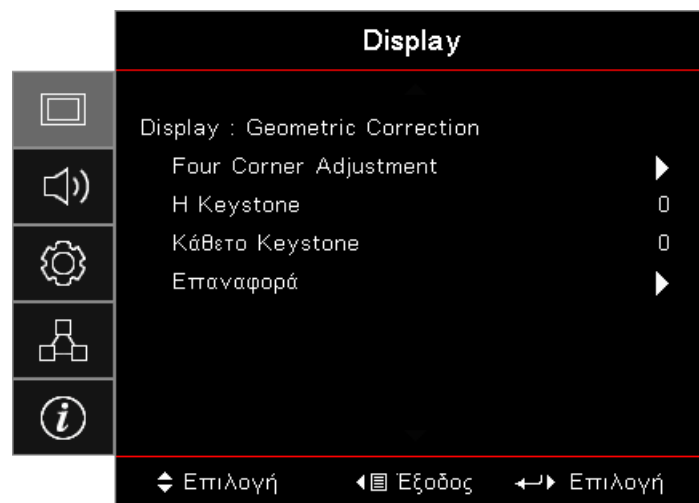 Display
Display : Geometric Correction
Four Corner Adjustment
H Keystone 0
Κάθετο Keystone 0
Επαναφορά
Επιλογή Έξοδος Επιλογή